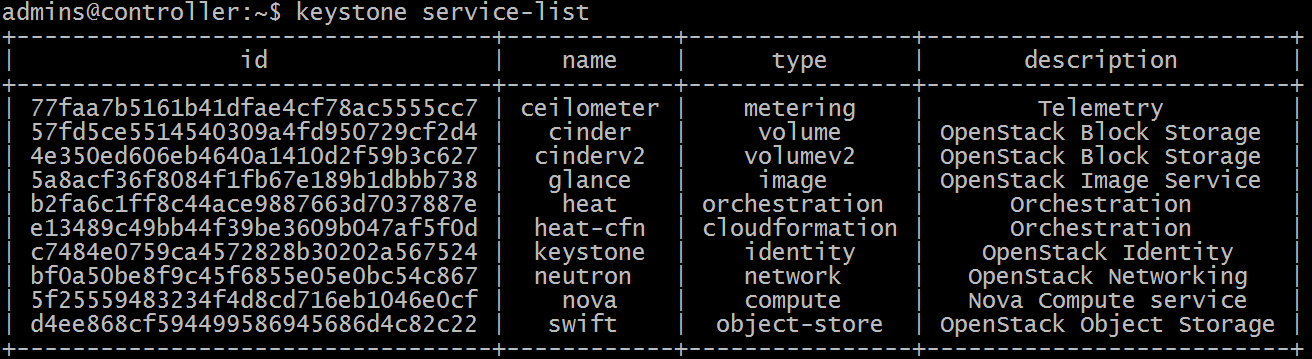 admins@controller:~$ keystone service-list
+----------------------------------+------------+----------------+--------------------------+
| id | name | type | description |
+----------------------------------+------------+----------------+--------------------------+
| 77faa7b5161b41dfae4cf78ac5555cc7 | ceilometer | metering | Telemetry |
| 57fd5ce5514540309a4fd950729cf2d4 | cinder | volume | OpenStack Block Storage |
| 4e350ed606eb4640a1410d2f59b3c627 | cinderv2 | volumev2 | OpenStack Block Storage |
| 5a8acf36f8084f1fb67e189b1dbbb738 | glance | image | OpenStack Image Service |
| b2fa6c1ff8c44ace9887663d7037887e | heat | orchestration | Orchestration |
| e13489c49bb44f39be3609b047af5f0d | heat-cfn | cloudformation | Orchestration |
| c7484e0759ca4572828b30202a567524 | keystone | identity | OpenStack Identity |
| bf0a50be8f9c45f6855e05e0bc54c867 | neutron | network | OpenStack Networking |
| 5f25559483234f4d8cd716eb1046e0cf | nova | compute | Nova Compute service |
| d4ee868cf594499586945686d4c82c22 | swift | object-store | OpenStack Object Storage |
+----------------------------------+------------+----------------+--------------------------+